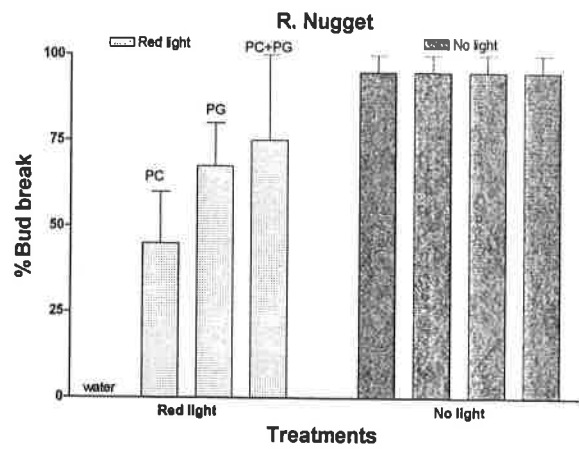 R. Nugget
Red light
No light
PC+PG
PG
PC
100
75
50
25
0
% Bud break
water
Red light
No light
Treatments